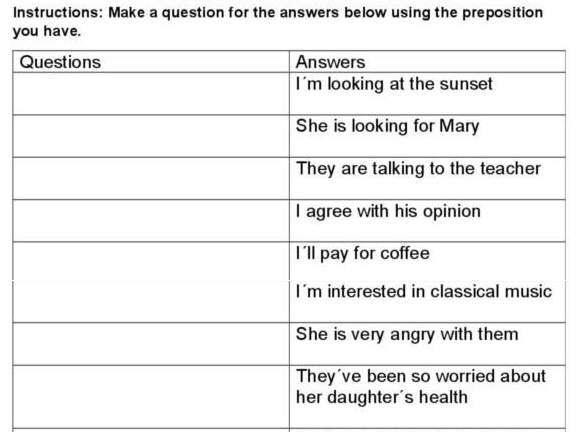 Instructions: Make a question for the answers below using the preposition
you have.
Questions
Answers
I´m looking at the sunset
She is looking for Mary
They are talking to the teacher
I agree with his opinion
I´ll pay for coffee
I´m interested in classical music
She is very angry with them
They´ve been so worried about
her daughter´s health